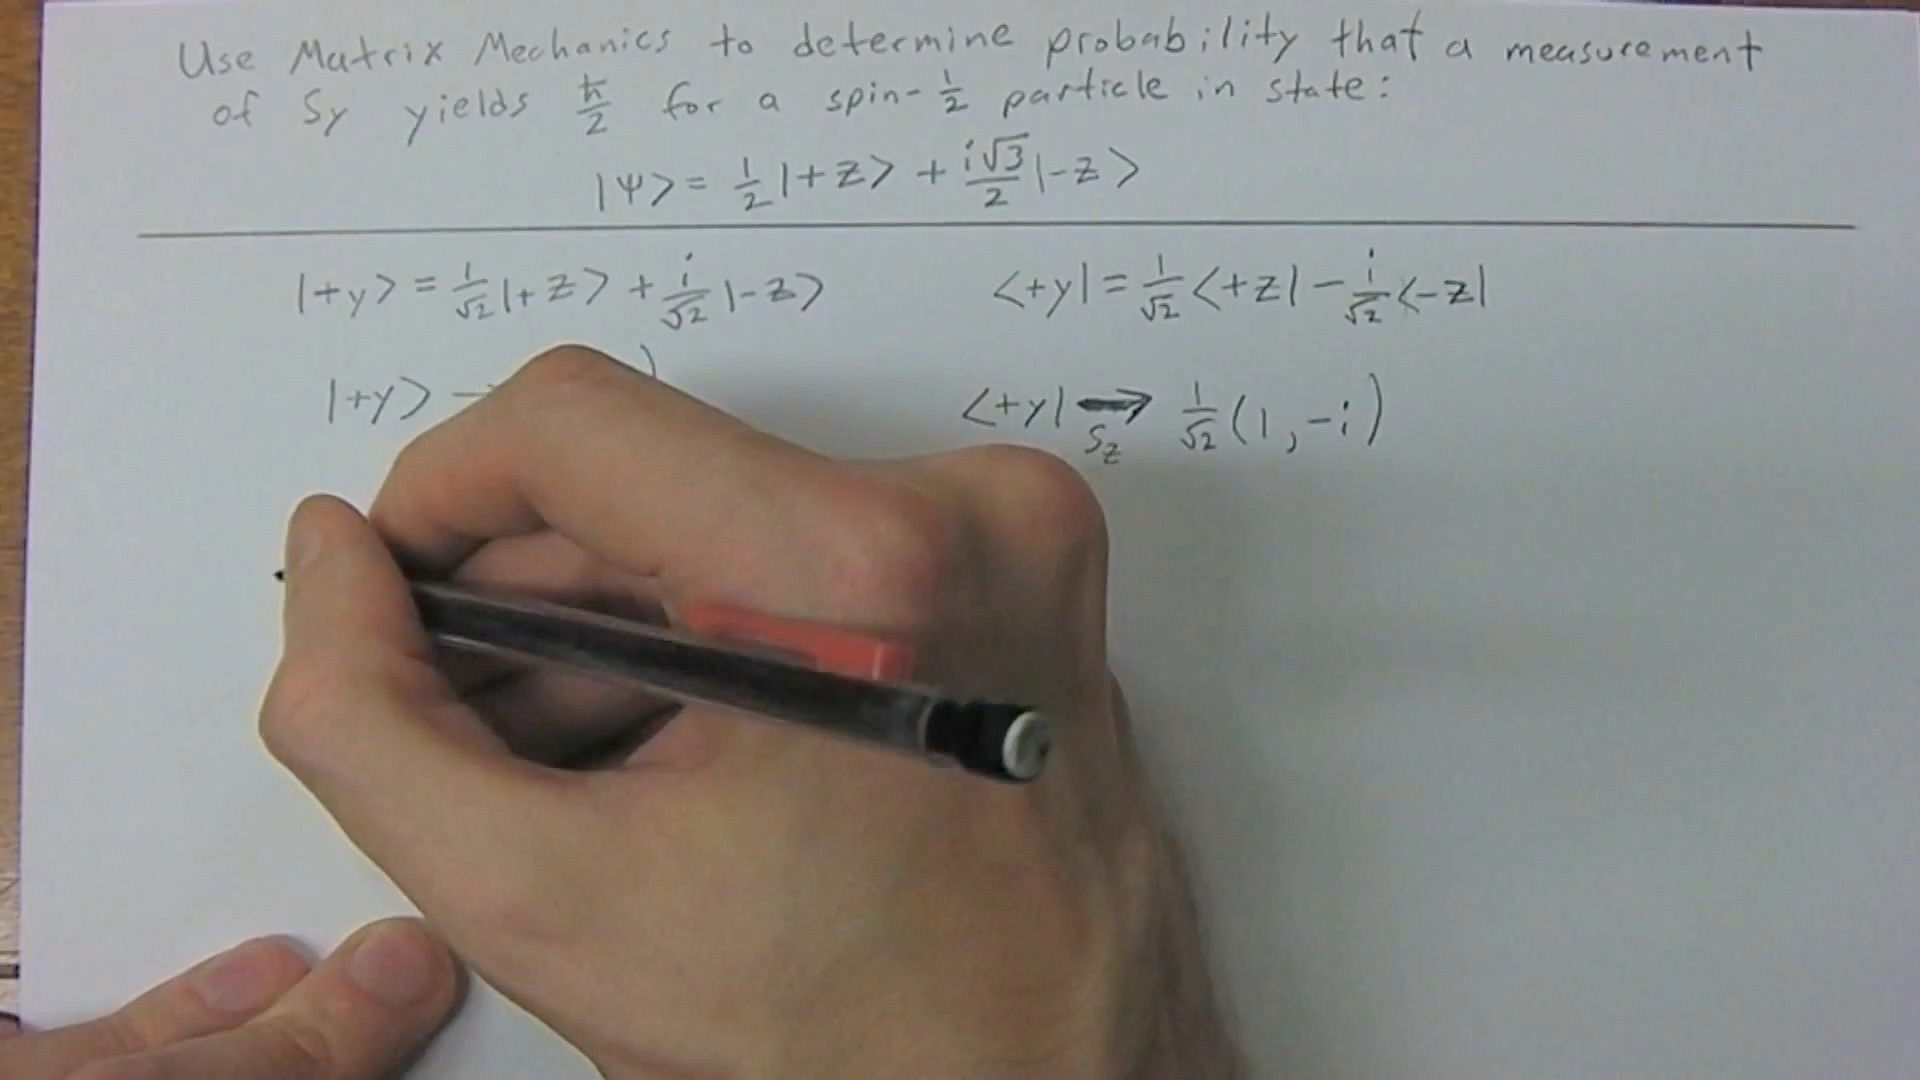 Use Matrix Mechanics to determine probability that a measurement
of Sy yields ℏ/2 for a spin-1/2 particle in state:
|Ψ> = 1/2|+z> + i√3/2|-z>
|+y> = 1/√2|+z> + i/√2|-z>
<+y| = 1/√2<+z| - i/√2<-z|
|+y>
<+y| → Sz 1/√2(1,-i)